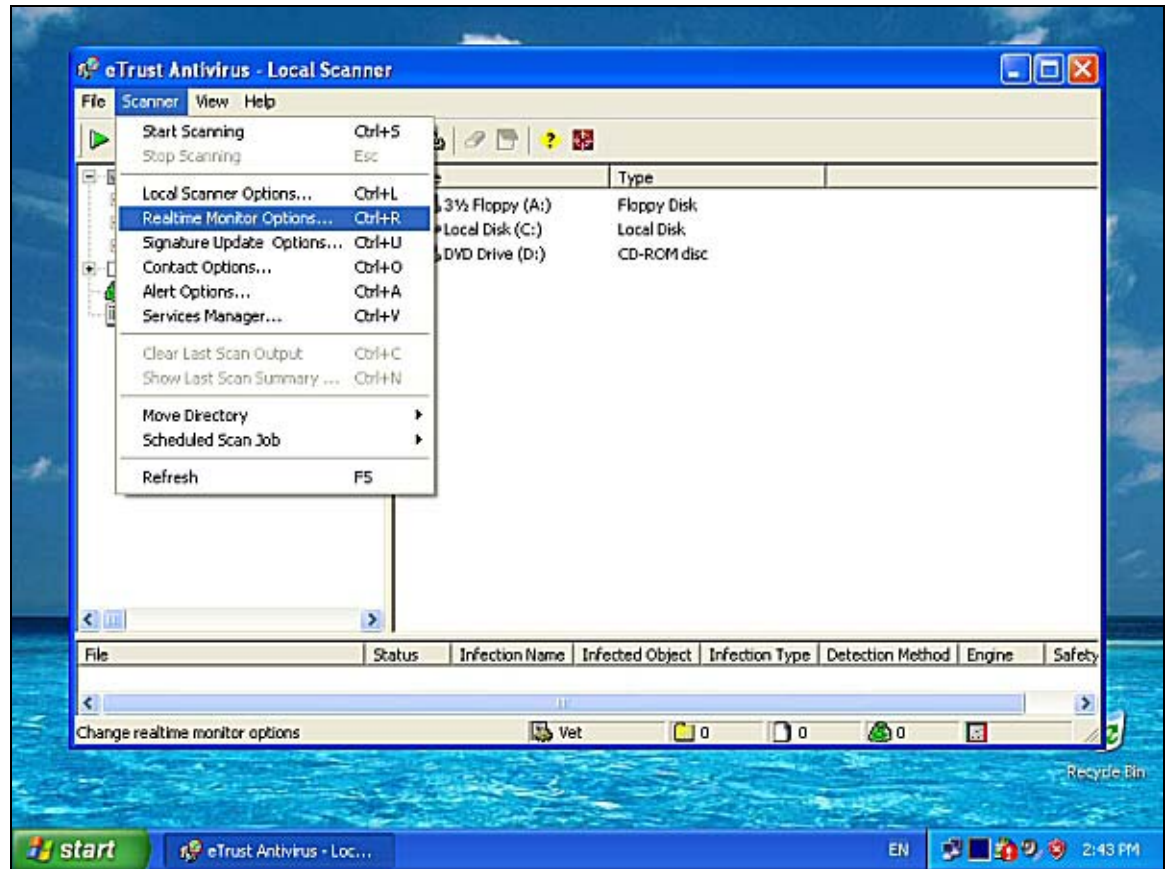 eTrust Antivirus - Local Scanner
File Scanner View Help
Start Scanning Ctrl+S
Stop Scanning Esc
Local Scanner Options... Ctrl+L
Realtime Monitor Options... Ctrl+R
Signature Update Options... Ctrl+U
Contact Options... Ctrl+O
Alert Options... Ctrl+A
Services Manager... Ctrl+V
Clear Last Scan Output Ctrl+C
Show Last Scan Summary ... Ctrl+N
Move Directory
Scheduled Scan Job
Refresh F5
Type
3½ Floppy (A:) Floppy Disk
Local Disk (C:) Local Disk
DVD Drive (D:) CD-ROM disc
File Status Infection Name Infected Object Infection Type Detection Method Engine Safety
Change realtime monitor options Vet 0 0 0
Recycle Bin
start eTrust Antivirus - Loc... EN 2:43 PM